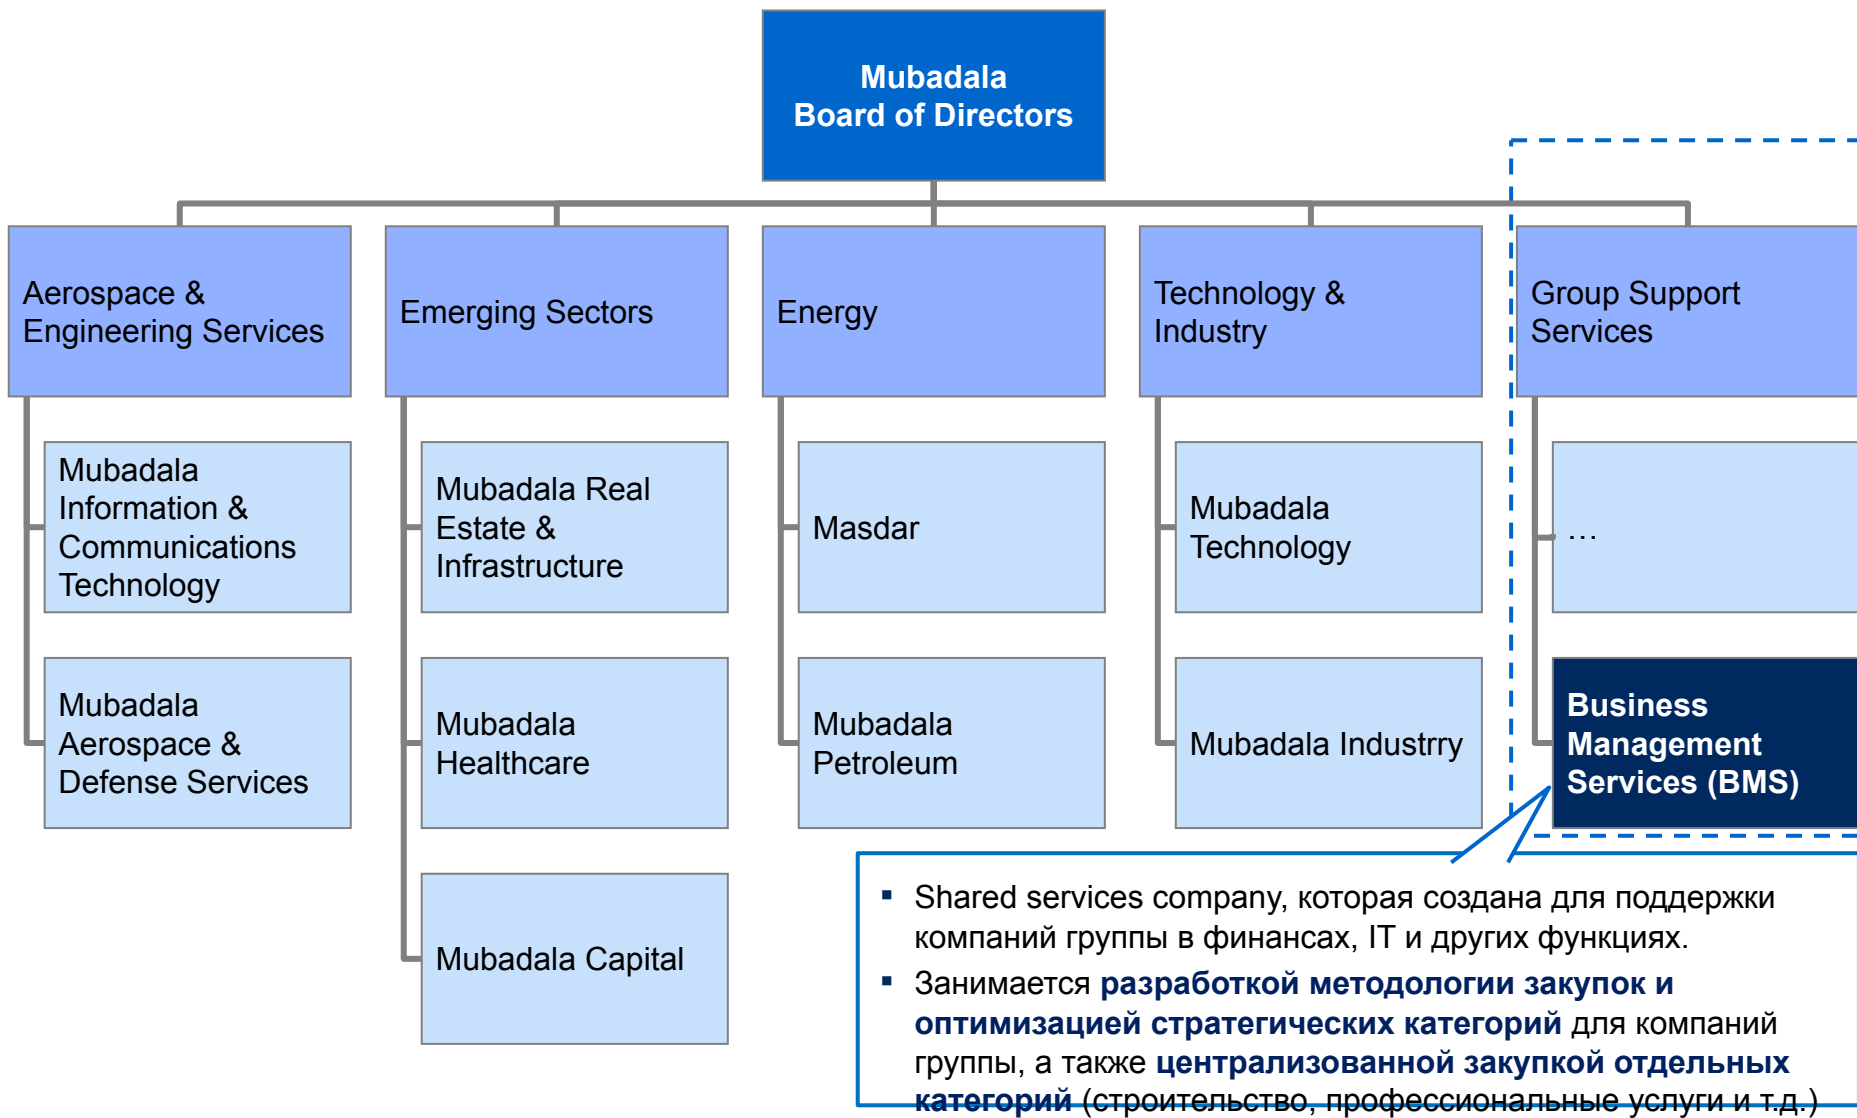 Mubadala
Board of Directors
Aerospace &
Engineering Services
Emerging Sectors
Energy
Technology &
Industry
Group Support
Services
Mubadala
Information &
Communications
Technology
Mubadala Real
Estate &
Infrastructure
Masdar
Mubadala
Technology
...
Mubadala
Aerospace &
Defense Services
Mubadala
Healthcare
Mubadala
Petroleum
Mubadala Industrry
Business
Management
Services (BMS)
Mubadala Capital
▪ Shared services company, которая создана для поддержки
компаний группы в финансах, IT и других функциях.
▪ Занимается разработкой методологии закупок и
оптимизацией стратегических категорий для компаний
группы, а также централизованной закупкой отдельных
категорий (строительство, профессиональные услуги и т.д.)